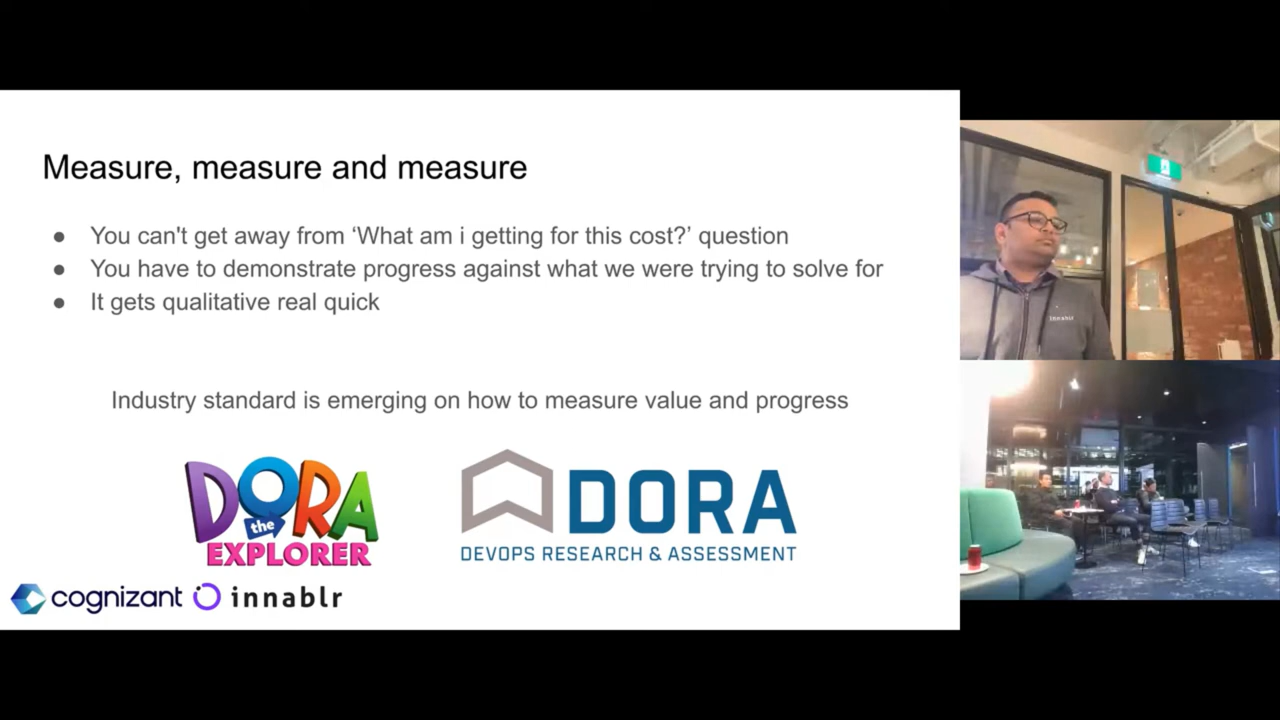 Measure, measure and measure
● You can't get away from ‘What am i getting for this cost?’ question
● You have to demonstrate progress against what we were trying to solve for
● It gets qualitative real quick
Industry standard is emerging on how to measure value and progress
DORA
the
EXPLORER
DORA
DEVOPS RESEARCH & ASSESSMENT
cognizant
innablr
innablr